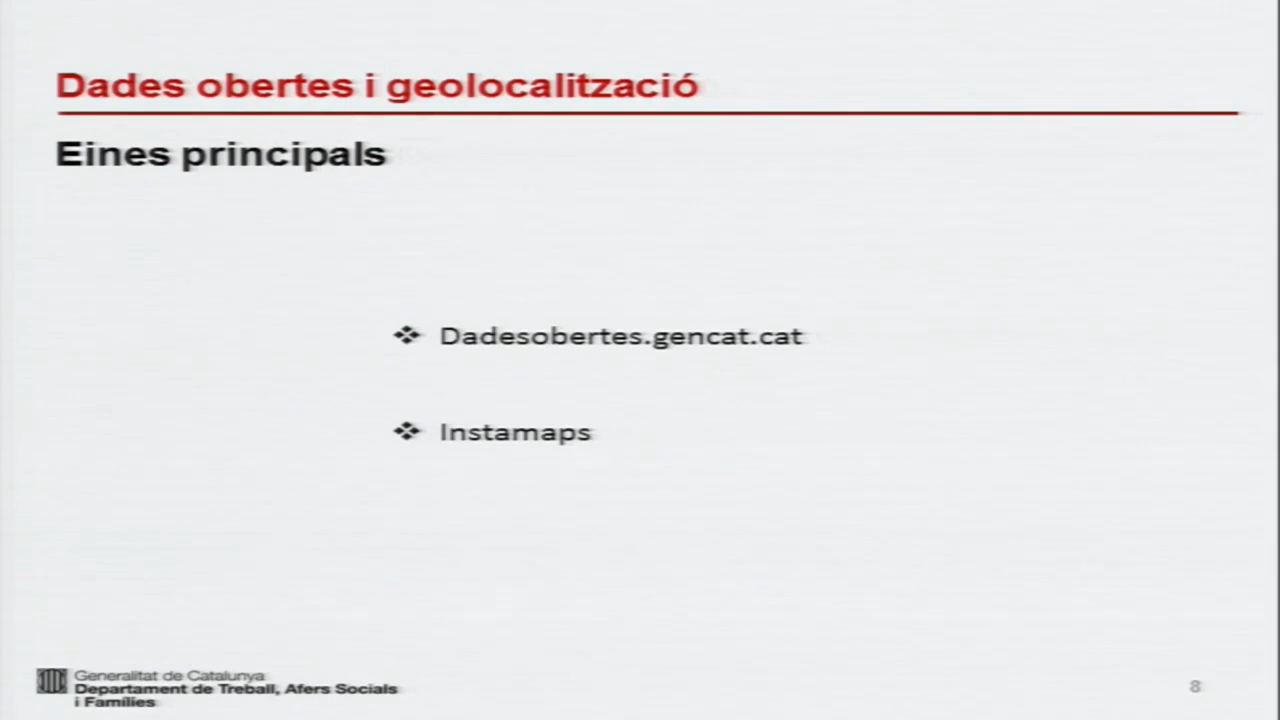 Dades obertes i geolocalització
Eines principals
❖ Dadesobertes.gencat.cat
❖ Instamaps
Generalitat de Catalunya
Departament de Treball, Afers Socials
i Famílies
8